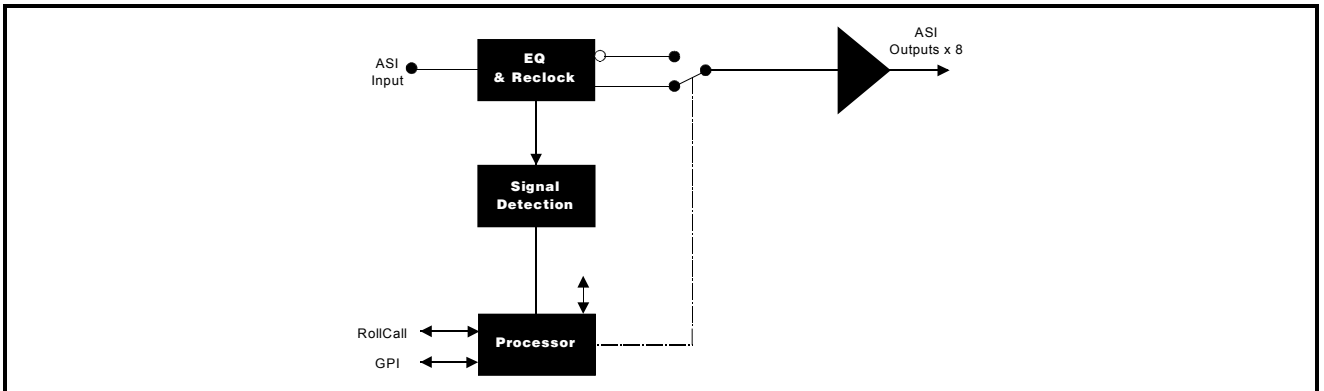 ASI
Input
EQ
& Reclock
ASI
Outputs x 8
Signal
Detection
RollCall
GPI
Processor